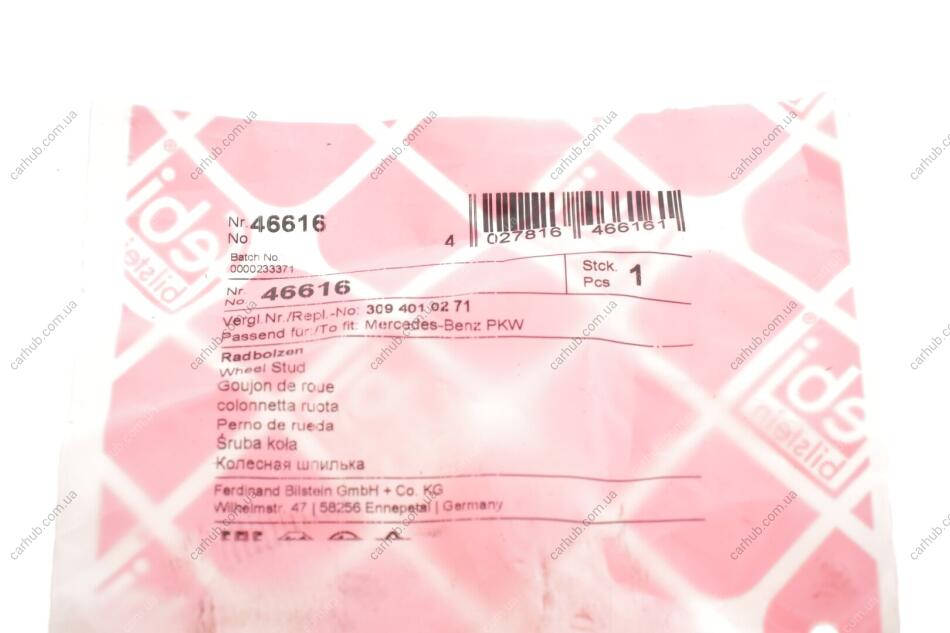 Nr. 46616
No
4 027816 466161
Batch No.
0000233371
Nr. 46616
No
Stck. 1
Pcs
Vergl.Nr./Repl.-No: 309 401 02 71
Passend für:/To fit: Mercedes-Benz PKW
Radbolzen
Wheel Stud
Goujon de roue
colonnetta ruota
Perno de rueda
Śruba koła
Колесная шпилька
Ferdinand Bilstein GmbH + Co. KG
Wilhelmstr. 47 | 58256 Ennepetal | Germany
febi
bilstein
febi
bilstein
carhub.com.ua